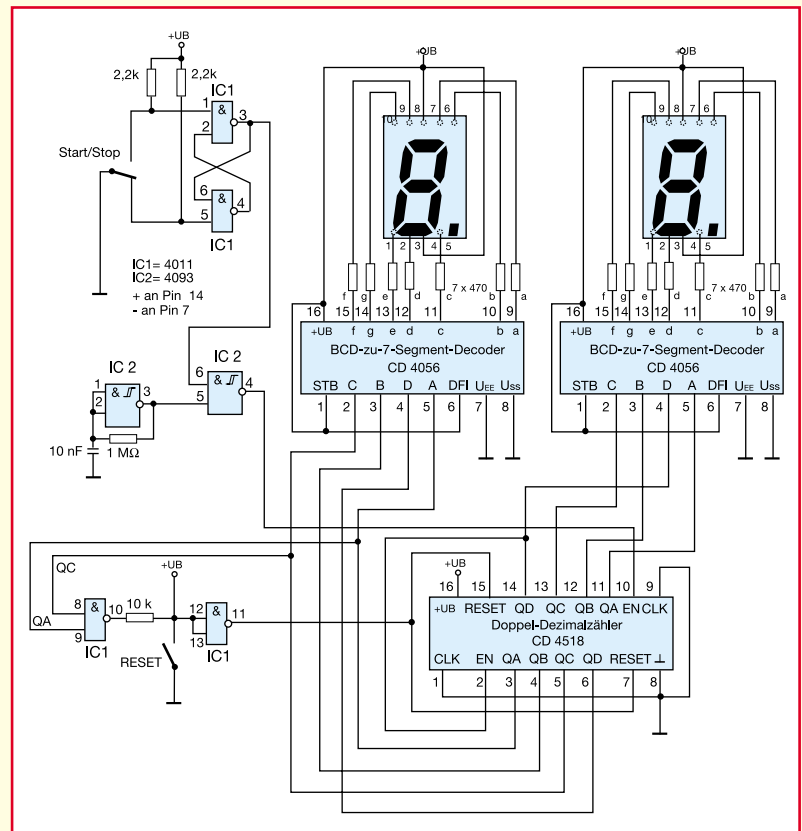 +UB
2,2k 2,2k
IC1
1 & 3
2
Start/Stop
6 & 4
5
IC1
IC1= 4011
IC2= 4093
+ an Pin 14
- an Pin 7
IC 2
1 & 3
2
10 nF 1 MΩ
IC 2
6 & 4
5
+UB
10 9 8 7 6
1 2 3 4 5
f g e d c 7 x 470 b a
16 15 14 13 12 11 10 9
+UB f g e d c b a
BCD-zu-7-Segment-Decoder
CD 4056
STB C B D A DFI UEE USS
1 2 3 4 5 6 7 8
+UB
10 9 8 7 6
1 2 3 4 5
f g e d c 7 x 470 b a
16 15 14 13 12 11 10 9
+UB f g e d c b a
BCD-zu-7-Segment-Decoder
CD 4056
STB C B D A DFI UEE USS
1 2 3 4 5 6 7 8
QC
QA
8 & 10
9
IC1
10 k
+UB
RESET
12 & 11
13
IC1
+UB
16 15 14 13 12 11 10 9
+UB RESET QD QC QB QA EN CLK
Doppel-Dezimalzähler
CD 4518
CLK EN QA QB QC QD RESET ⊥
1 2 3 4 5 6 7 8